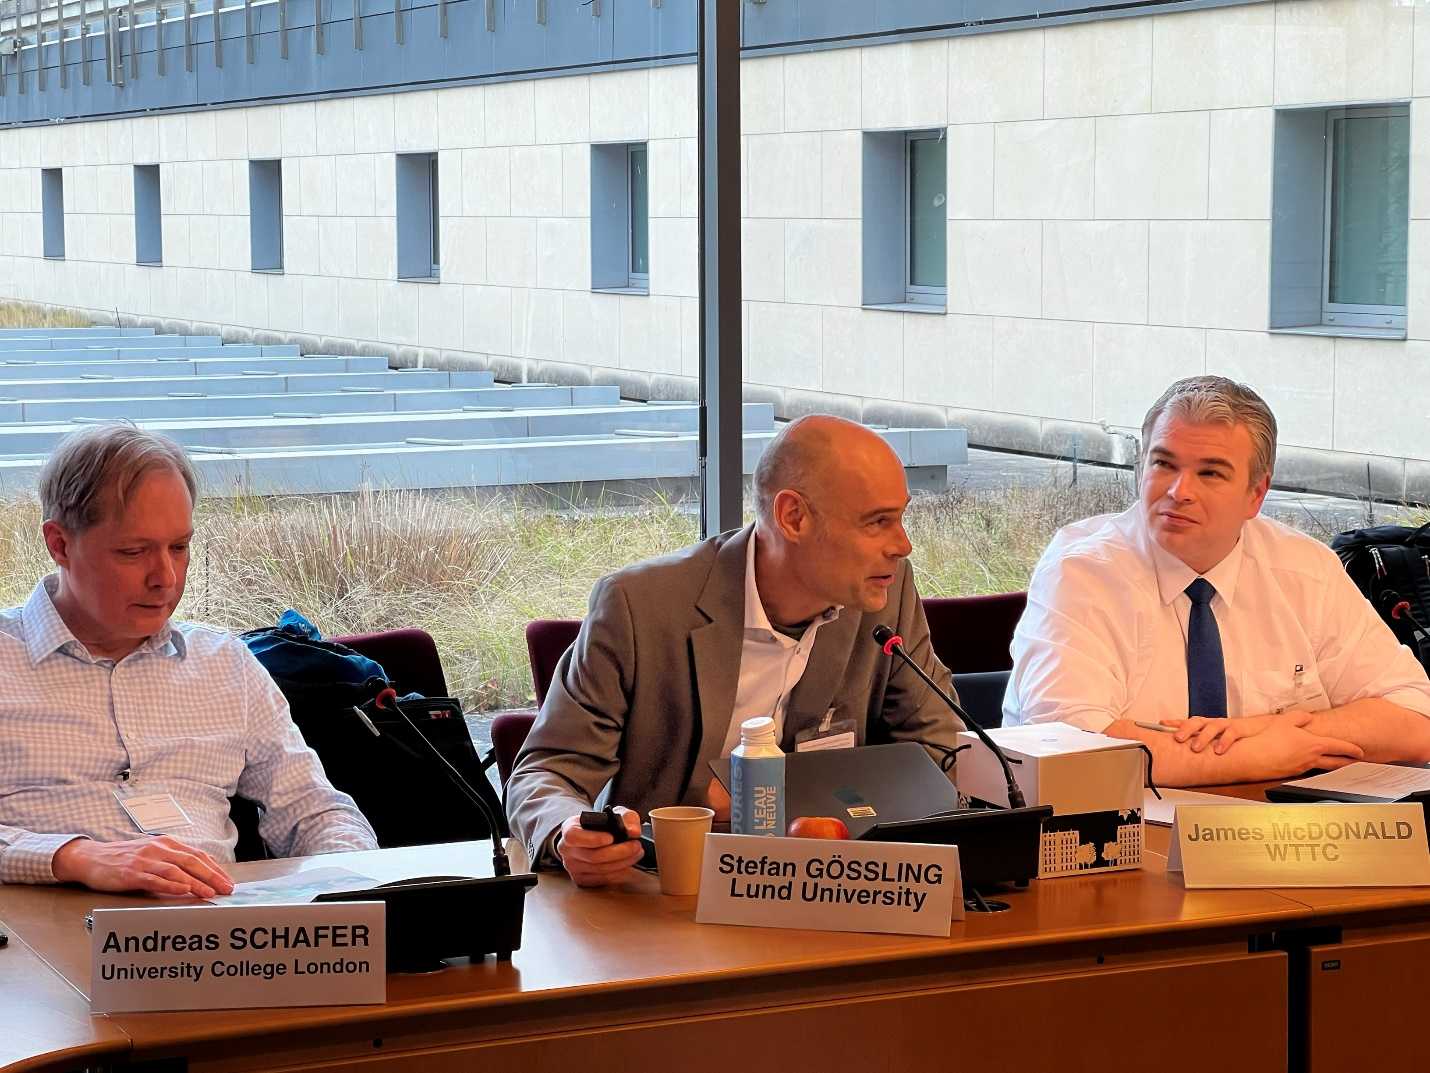 Andreas SCHAFER
University College London
Stefan GÖSSLING
Lund University
James McDONALD
WTTC
L'EAU
NEUVE